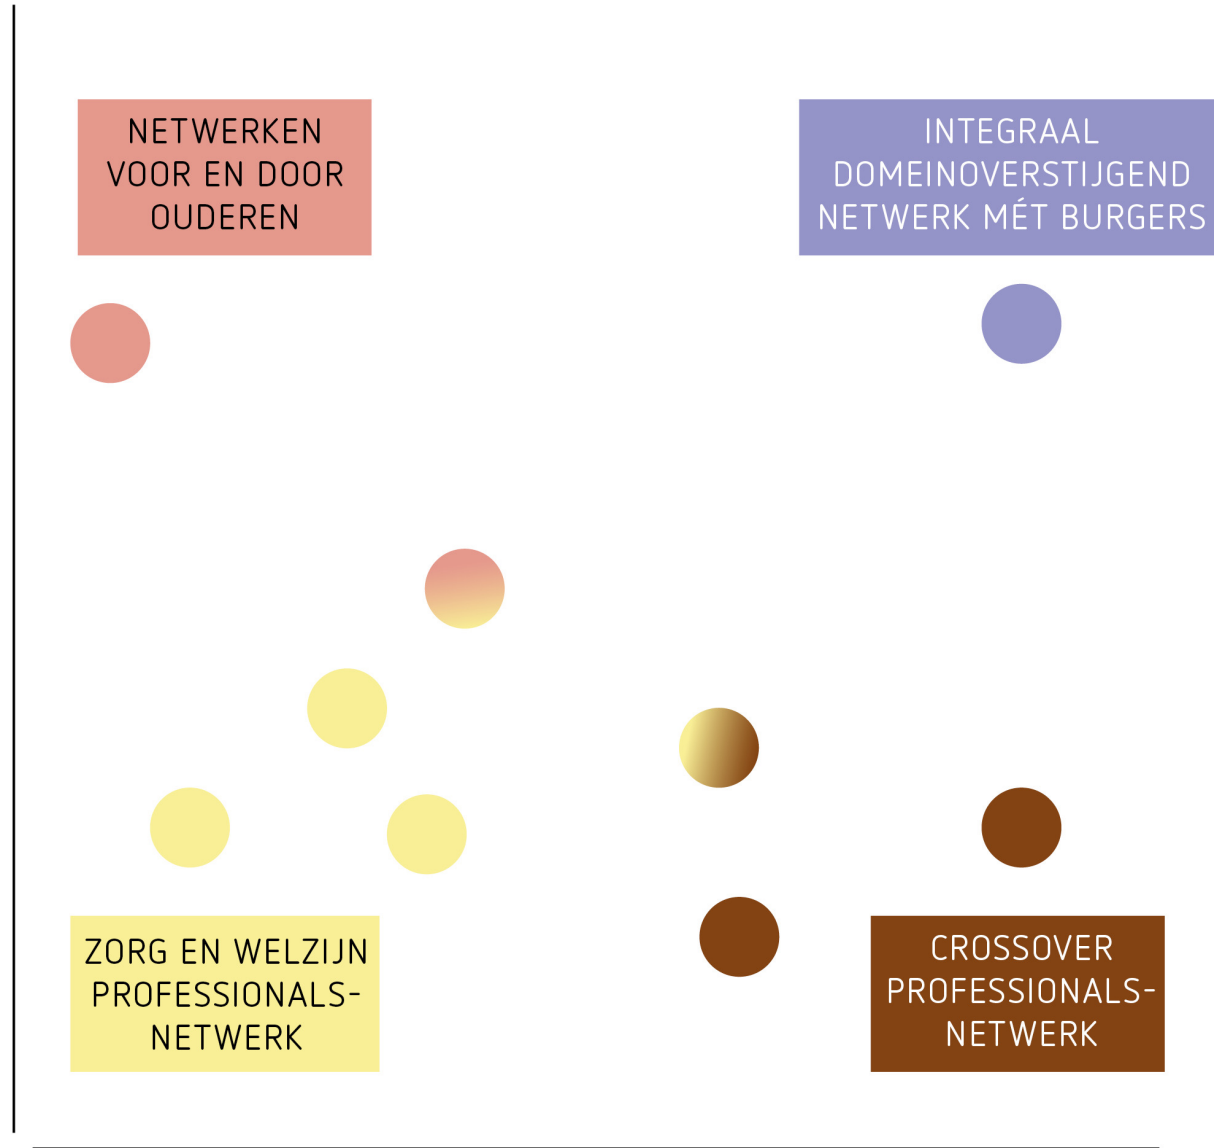 NETWERKEN
VOOR EN DOOR
OUDEREN
INTEGRAAL
DOMEINOVERSTIJGEND
NETWERK MÉT BURGERS
ZORG EN WELZIJN
PROFESSIONALS-
NETWERK
CROSSOVER
PROFESSIONALS-
NETWERK